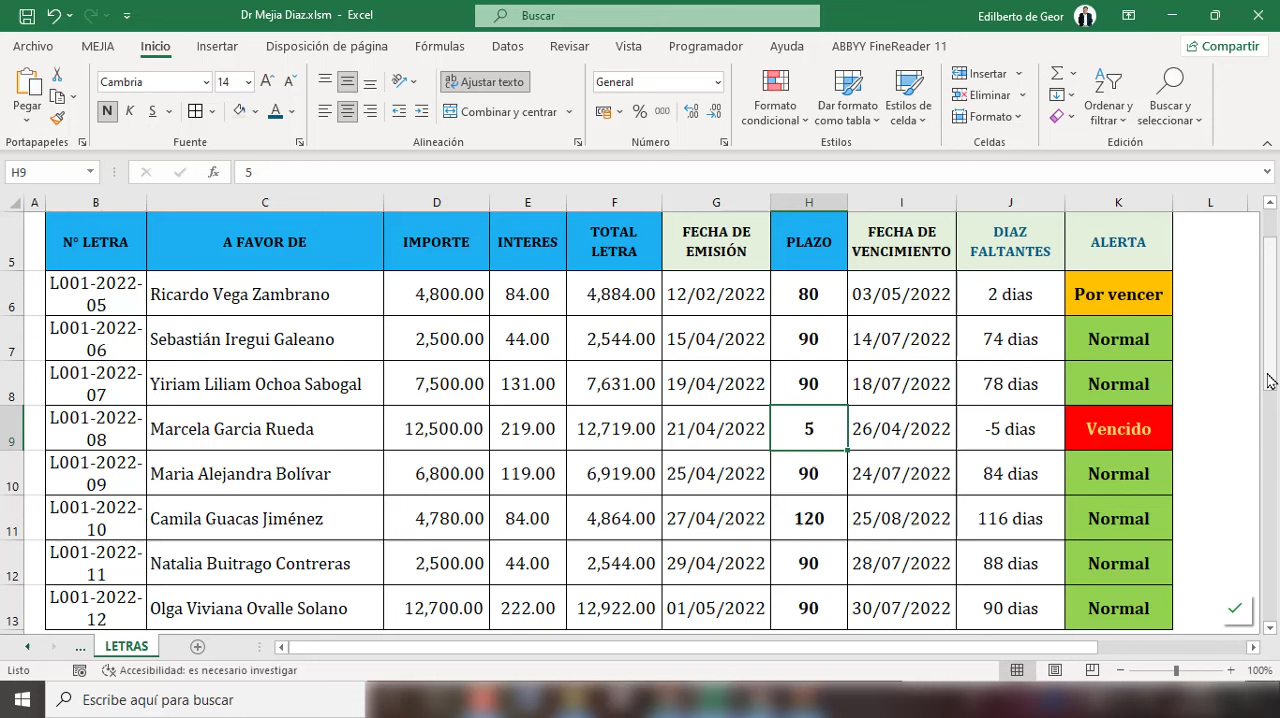 Dr Mejia Diaz.xlsm - Excel
Buscar
Edilberto de Geor
Archivo MEJIA Inicio Insertar Disposición de página Fórmulas Datos Revisar Vista Programador Ayuda ABBYY FineReader 11 Compartir
Pegar
Portapapeles
Cambria 14
N K S A
Fuente
Ajustar texto
Combinar y centrar
Alineación
General
% 000
Número
Formato condicional
Dar formato como tabla
Estilos de celda
Estilos
Insertar
Eliminar
Formato
Celdas
Ordenar y filtrar
Buscar y seleccionar
Edición
H9 fx 5
A B C D E F G H I J K L
5 N° LETRA A FAVOR DE IMPORTE INTERES TOTAL LETRA FECHA DE EMISIÓN PLAZO FECHA DE VENCIMIENTO DIAZ FALTANTES ALERTA
6 L001-2022-05 Ricardo Vega Zambrano 4,800.00 84.00 4,884.00 12/02/2022 80 03/05/2022 2 dias Por vencer
7 L001-2022-06 Sebastián Iregui Galeano 2,500.00 44.00 2,544.00 15/04/2022 90 14/07/2022 74 dias Normal
8 L001-2022-07 Yiriam Liliam Ochoa Sabogal 7,500.00 131.00 7,631.00 19/04/2022 90 18/07/2022 78 dias Normal
9 L001-2022-08 Marcela Garcia Rueda 12,500.00 219.00 12,719.00 21/04/2022 5 26/04/2022 -5 dias Vencido
10 L001-2022-09 Maria Alejandra Bolívar 6,800.00 119.00 6,919.00 25/04/2022 90 24/07/2022 84 dias Normal
11 L001-2022-10 Camila Guacas Jiménez 4,780.00 84.00 4,864.00 27/04/2022 120 25/08/2022 116 dias Normal
12 L001-2022-11 Natalia Buitrago Contreras 2,500.00 44.00 2,544.00 29/04/2022 90 28/07/2022 88 dias Normal
13 L001-2022-12 Olga Viviana Ovalle Solano 12,700.00 222.00 12,922.00 01/05/2022 90 30/07/2022 90 dias Normal
... LETRAS
Listo Accesibilidad: es necesario investigar 100%
Escribe aquí para buscar